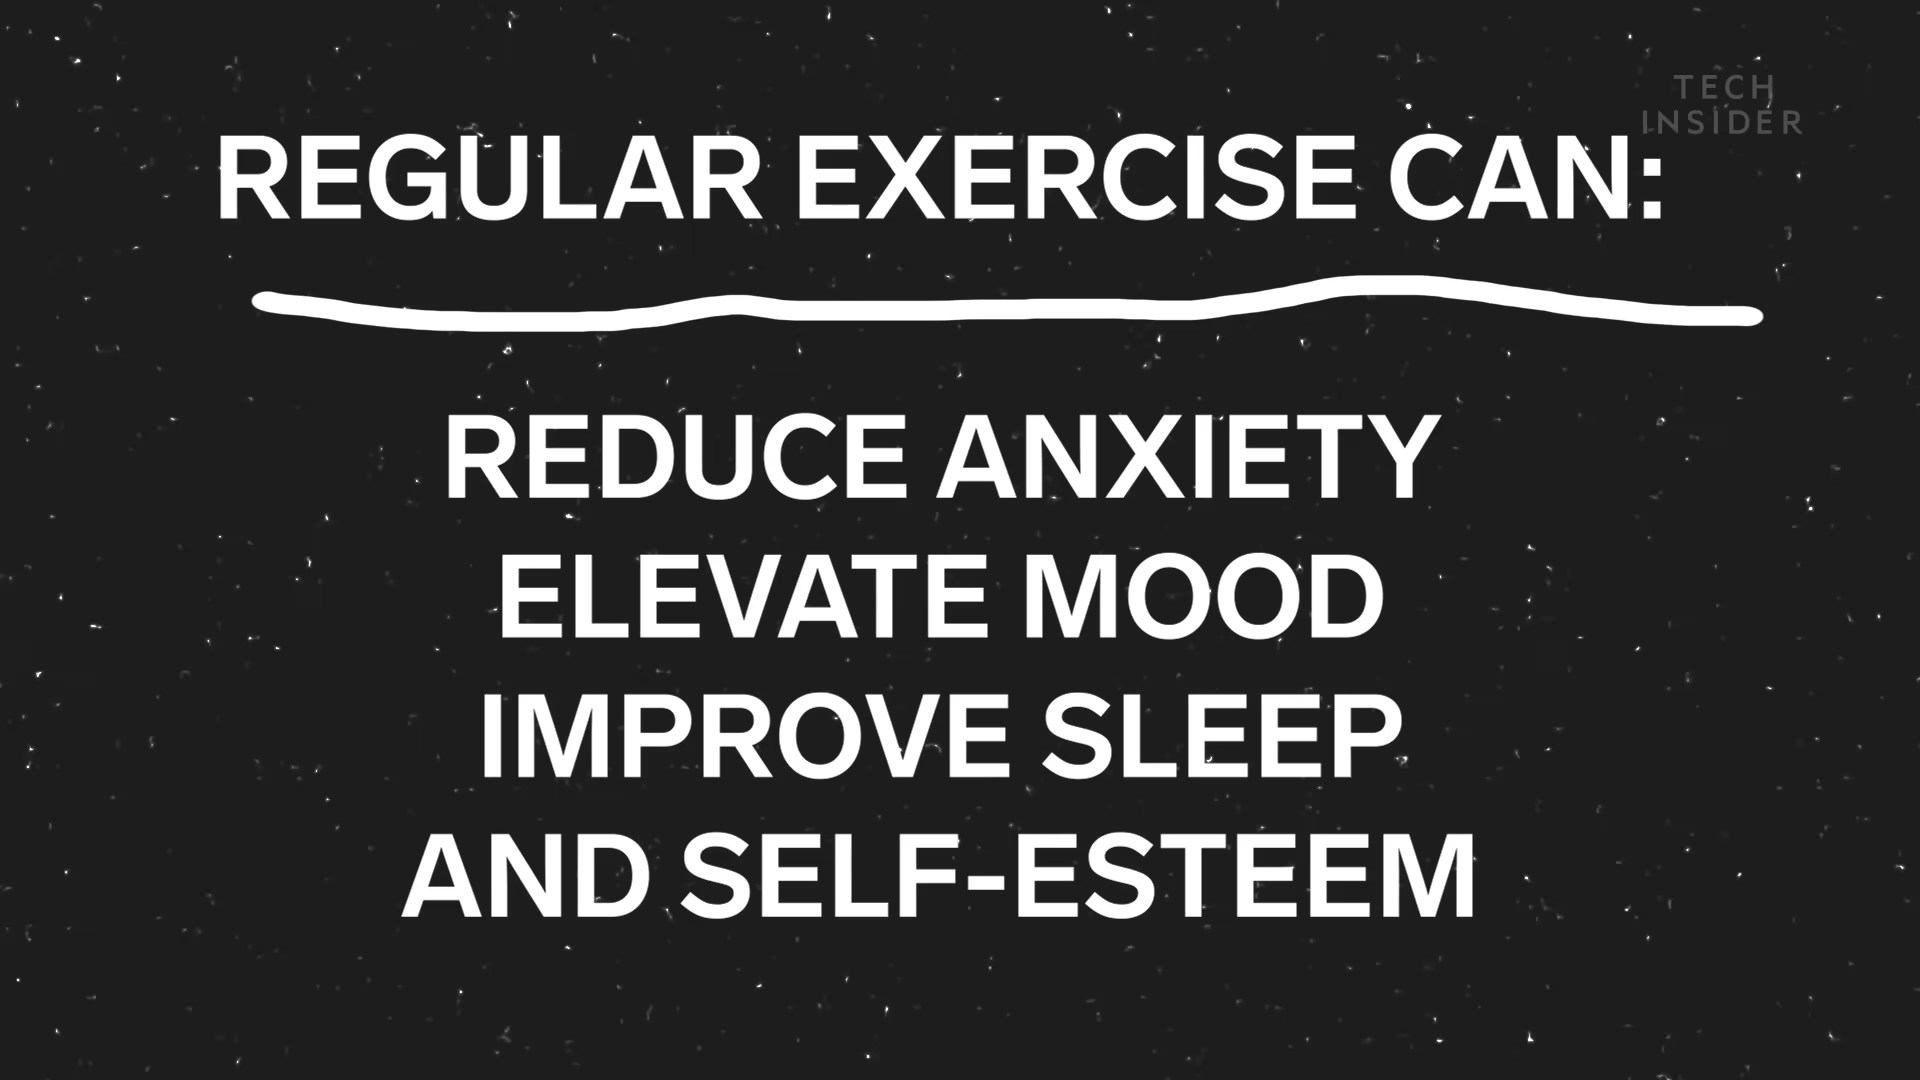 TECH
INSIDER
REGULAR EXERCISE CAN:
REDUCE ANXIETY
ELEVATE MOOD
IMPROVE SLEEP
AND SELF-ESTEEM